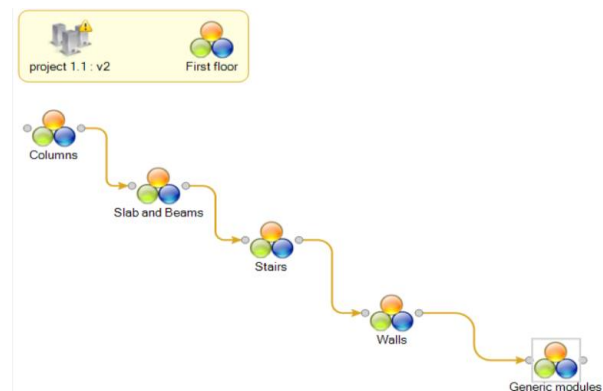 project 1.1 : v2
First floor
Columns
Slab and Beams
Stairs
Walls
Generic modules